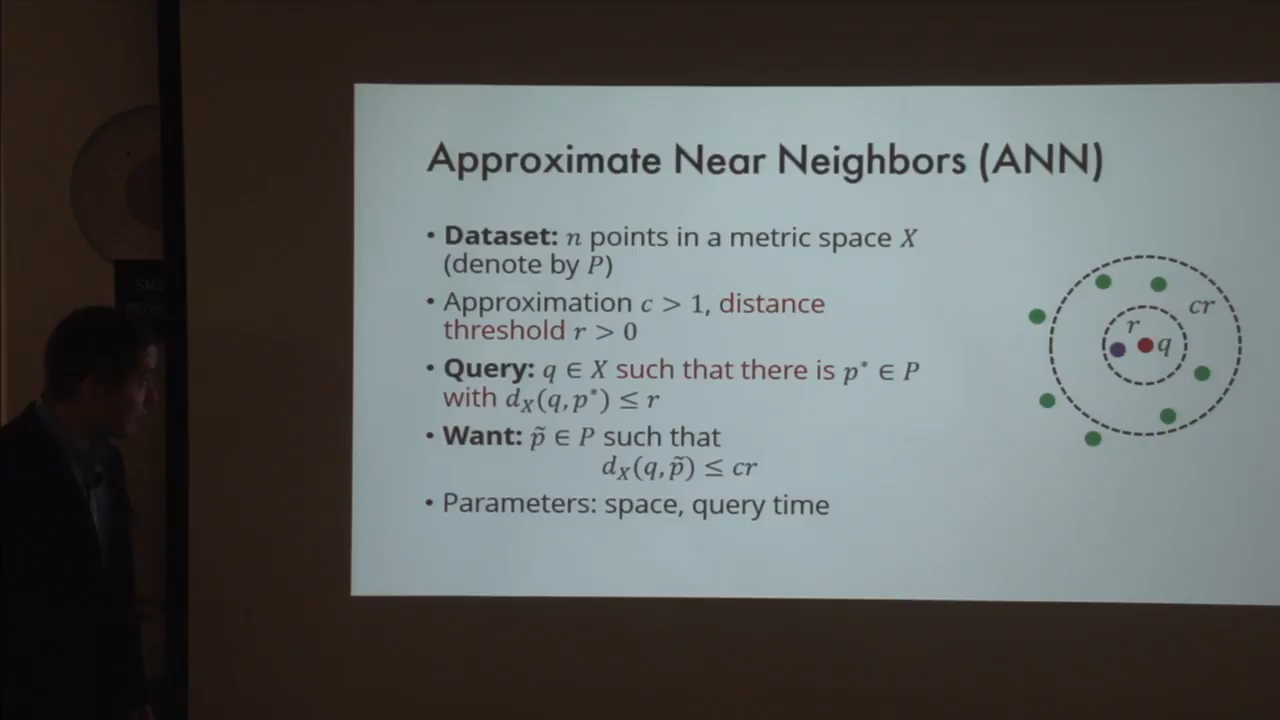 Approximate Near Neighbors (ANN)
• Dataset: n points in a metric space X
(denote by P)
• Approximation c > 1, distance
threshold r > 0
• Query: q ∈ X such that there is p* ∈ P
with d_X(q, p*) ≤ r
• Want: p̃ ∈ P such that
d_X(q, p̃) ≤ cr
• Parameters: space, query time
cr
r
q